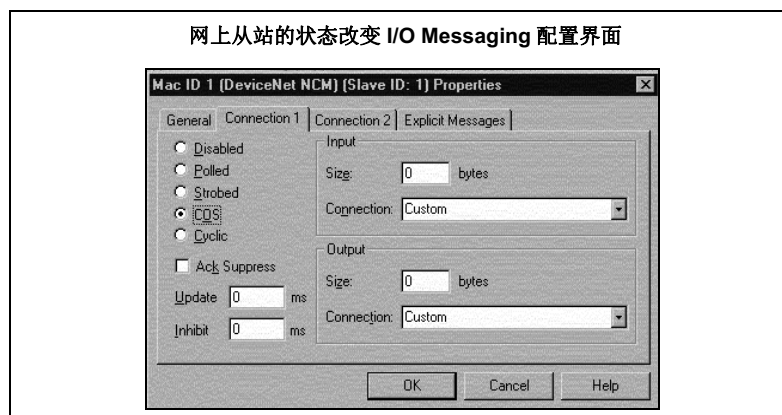 网上从站的状态改变 I/O Messaging 配置界面
Mac ID 1 (DeviceNet NCM) (Slave ID: 1) Properties
General Connection 1 Connection 2 Explicit Messages
Disabled
Polled
Strobed
COS
Cyclic
Ack Suppress
Update 0 ms
Inhibit 0 ms
Input
Size: 0 bytes
Connection: Custom
Output
Size: 0 bytes
Connection: Custom
OK Cancel Help